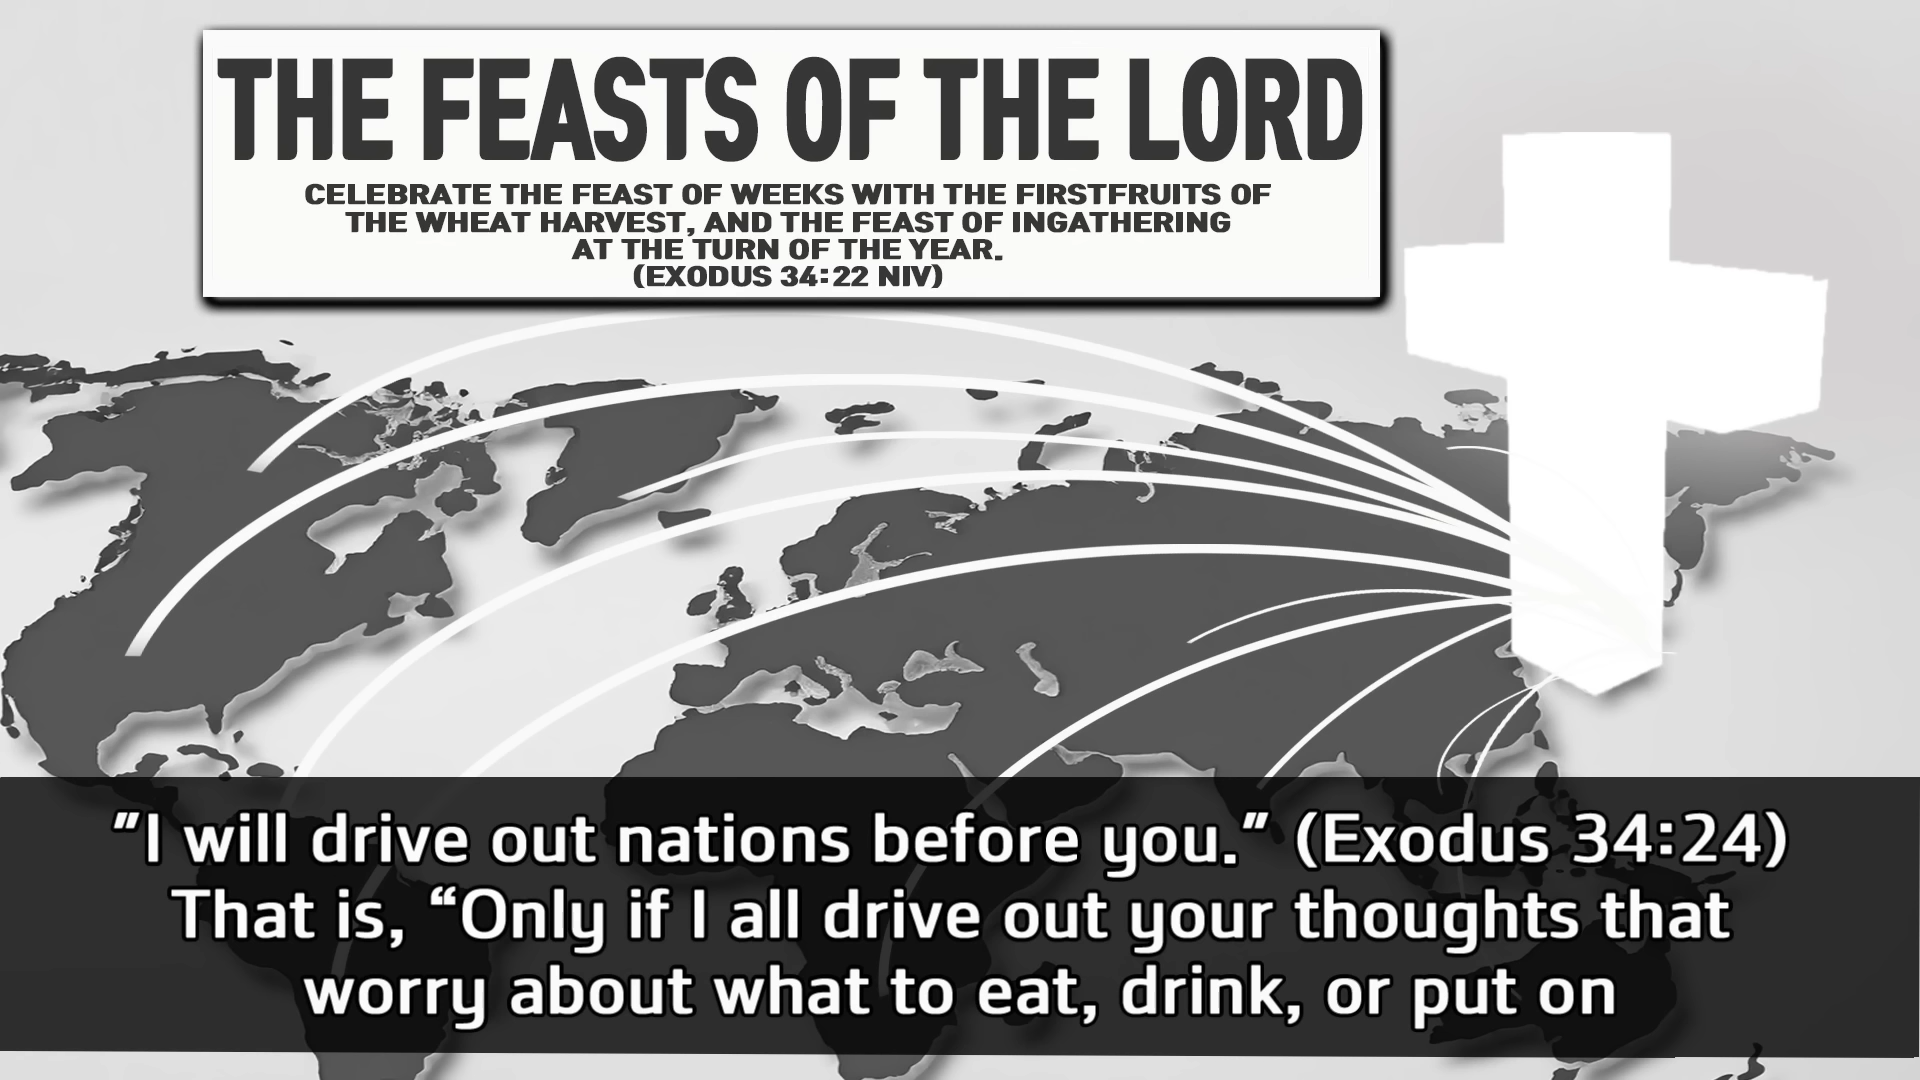 THE FEASTS OF THE LORD
CELEBRATE THE FEAST OF WEEKS WITH THE FIRSTFRUITS OF
THE WHEAT HARVEST, AND THE FEAST OF INGATHERING
AT THE TURN OF THE YEAR.
(EXODUS 34:22 NIV)
"I will drive out nations before you." (Exodus 34:24)
That is, “Only if I all drive out your thoughts that
worry about what to eat, drink, or put on